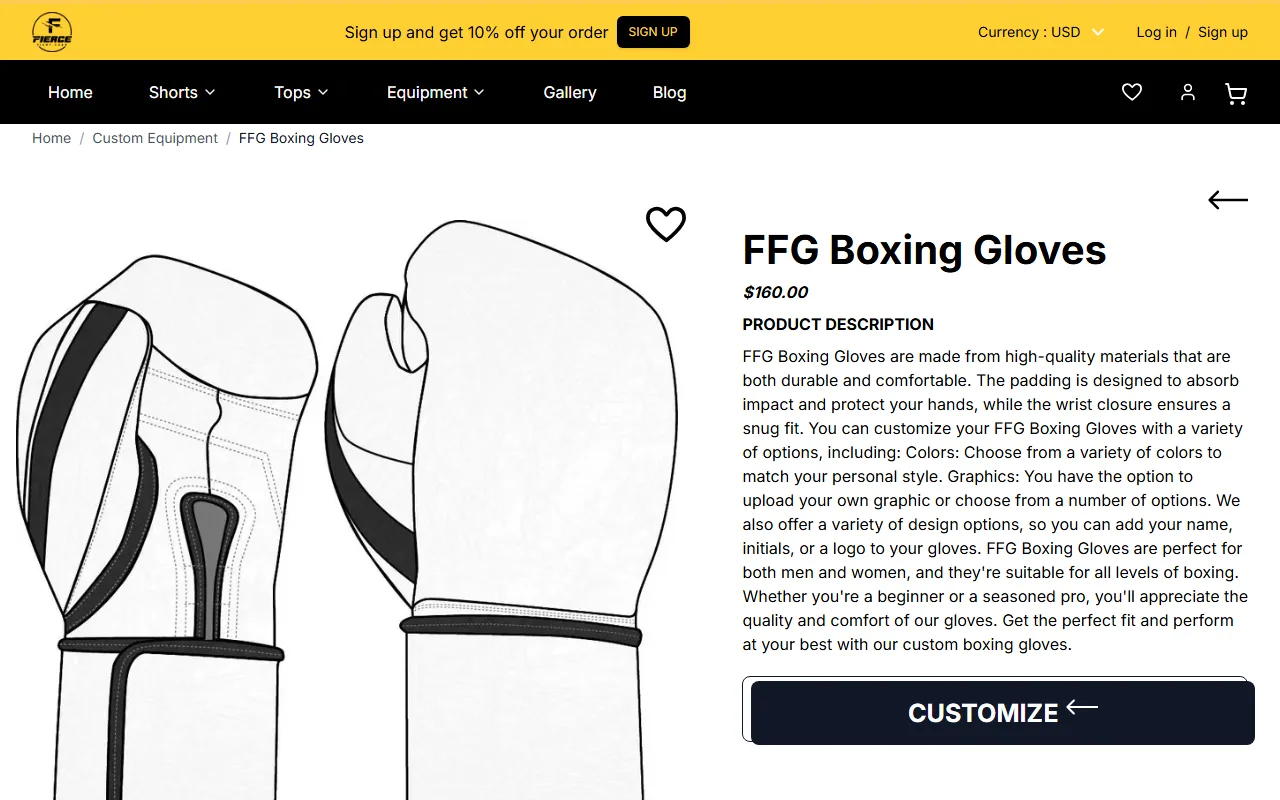 FIERCE
Sign up and get 10% off your order
SIGN UP
Currency : USD
Log in / Sign up
Home
Shorts
Tops
Equipment
Gallery
Blog
Home / Custom Equipment / FFG Boxing Gloves
FFG Boxing Gloves
$160.00
PRODUCT DESCRIPTION
FFG Boxing Gloves are made from high-quality materials that are
both durable and comfortable. The padding is designed to absorb
impact and protect your hands, while the wrist closure ensures a
snug fit. You can customize your FFG Boxing Gloves with a variety
of options, including: Colors: Choose from a variety of colors to
match your personal style. Graphics: You have the option to
upload your own graphic or choose from a number of options. We
also offer a variety of design options, so you can add your name,
initials, or a logo to your gloves. FFG Boxing Gloves are perfect for
both men and women, and they're suitable for all levels of boxing.
Whether you're a beginner or a seasoned pro, you'll appreciate the
quality and comfort of our gloves. Get the perfect fit and perform
at your best with our custom boxing gloves.
CUSTOMIZE